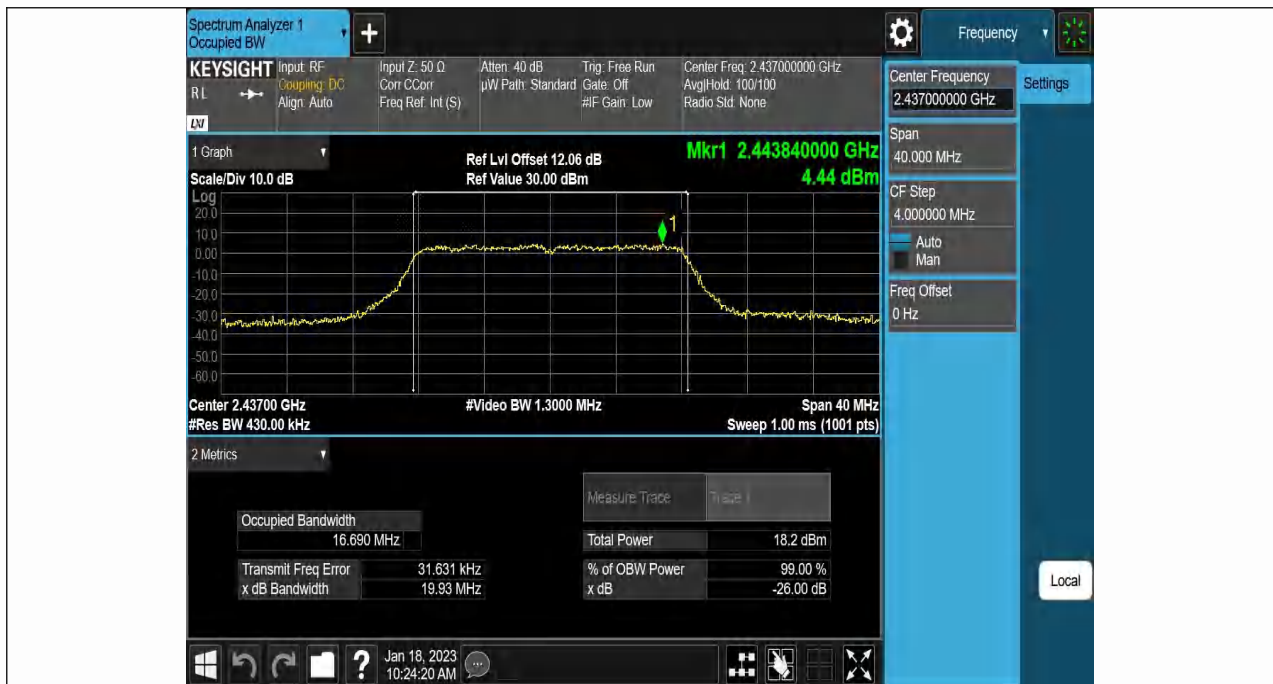 Spectrum Analyzer 1
Occupied BW
+
Frequency
KEYSIGHT
R L
LXI
Input: RF
Coupling: DC
Align: Auto
Input Z: 50 Ω
Corr CCorr
Freq Ref: Int (S)
Atten: 40 dB
µW Path: Standard
Trig: Free Run
Gate: Off
#IF Gain: Low
Center Freq: 2.437000000 GHz
Avg|Hold: 100/100
Radio Std: None
Center Frequency
2.437000000 GHz
Settings
Span
40.000 MHz
CF Step
4.000000 MHz
Auto
Man
Freq Offset
0 Hz
Local
1 Graph
Scale/Div 10.0 dB
Ref Lvl Offset 12.06 dB
Ref Value 30.00 dBm
Mkr1 2.443840000 GHz
4.44 dBm
Log
20.0
10.0
0.00
-10.0
-20.0
-30.0
-40.0
-50.0
-60.0
1
Center 2.43700 GHz
#Res BW 430.00 kHz
#Video BW 1.3000 MHz
Span 40 MHz
Sweep 1.00 ms (1001 pts)
2 Metrics
Measure Trace
Trace 1
Occupied Bandwidth
16.690 MHz
Total Power 18.2 dBm
Transmit Freq Error 31.631 kHz
% of OBW Power 99.00 %
x dB Bandwidth 19.93 MHz
x dB -26.00 dB
?
Jan 18, 2023
10:24:20 AM